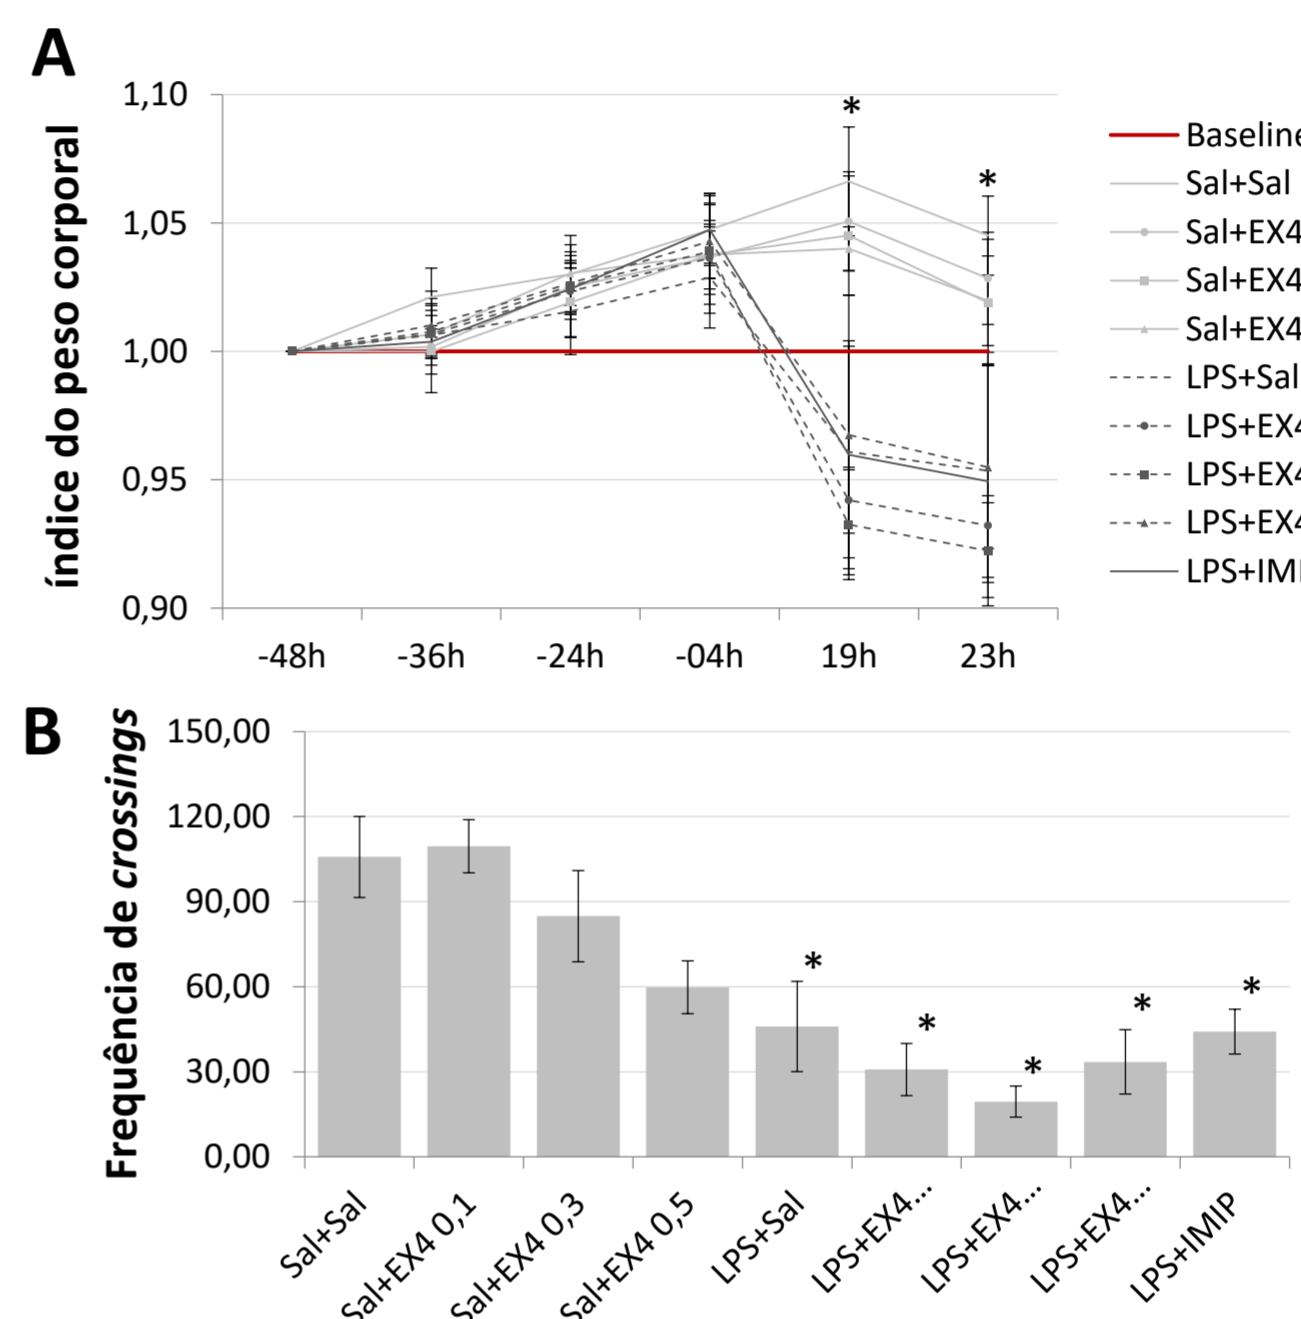 A
índice do peso corporal
1,10
1,05
1,00
0,95
0,90
*
*
-48h
-36h
-24h
-04h
19h
23h
Baseline
Sal+Sal
Sal+EX4
Sal+EX4
Sal+EX4
LPS+Sal
LPS+EX4
LPS+EX4
LPS+EX4
LPS+IMI
B
Frequência de crossings
150,00
120,00
90,00
60,00
30,00
0,00
*
*
*
*
*
Sal+Sal
Sal+EX4 0,1
Sal+EX4 0,3
Sal+EX4 0,5
LPS+Sal
LPS+EX4...
LPS+EX4...
LPS+EX4...
LPS+IMIP